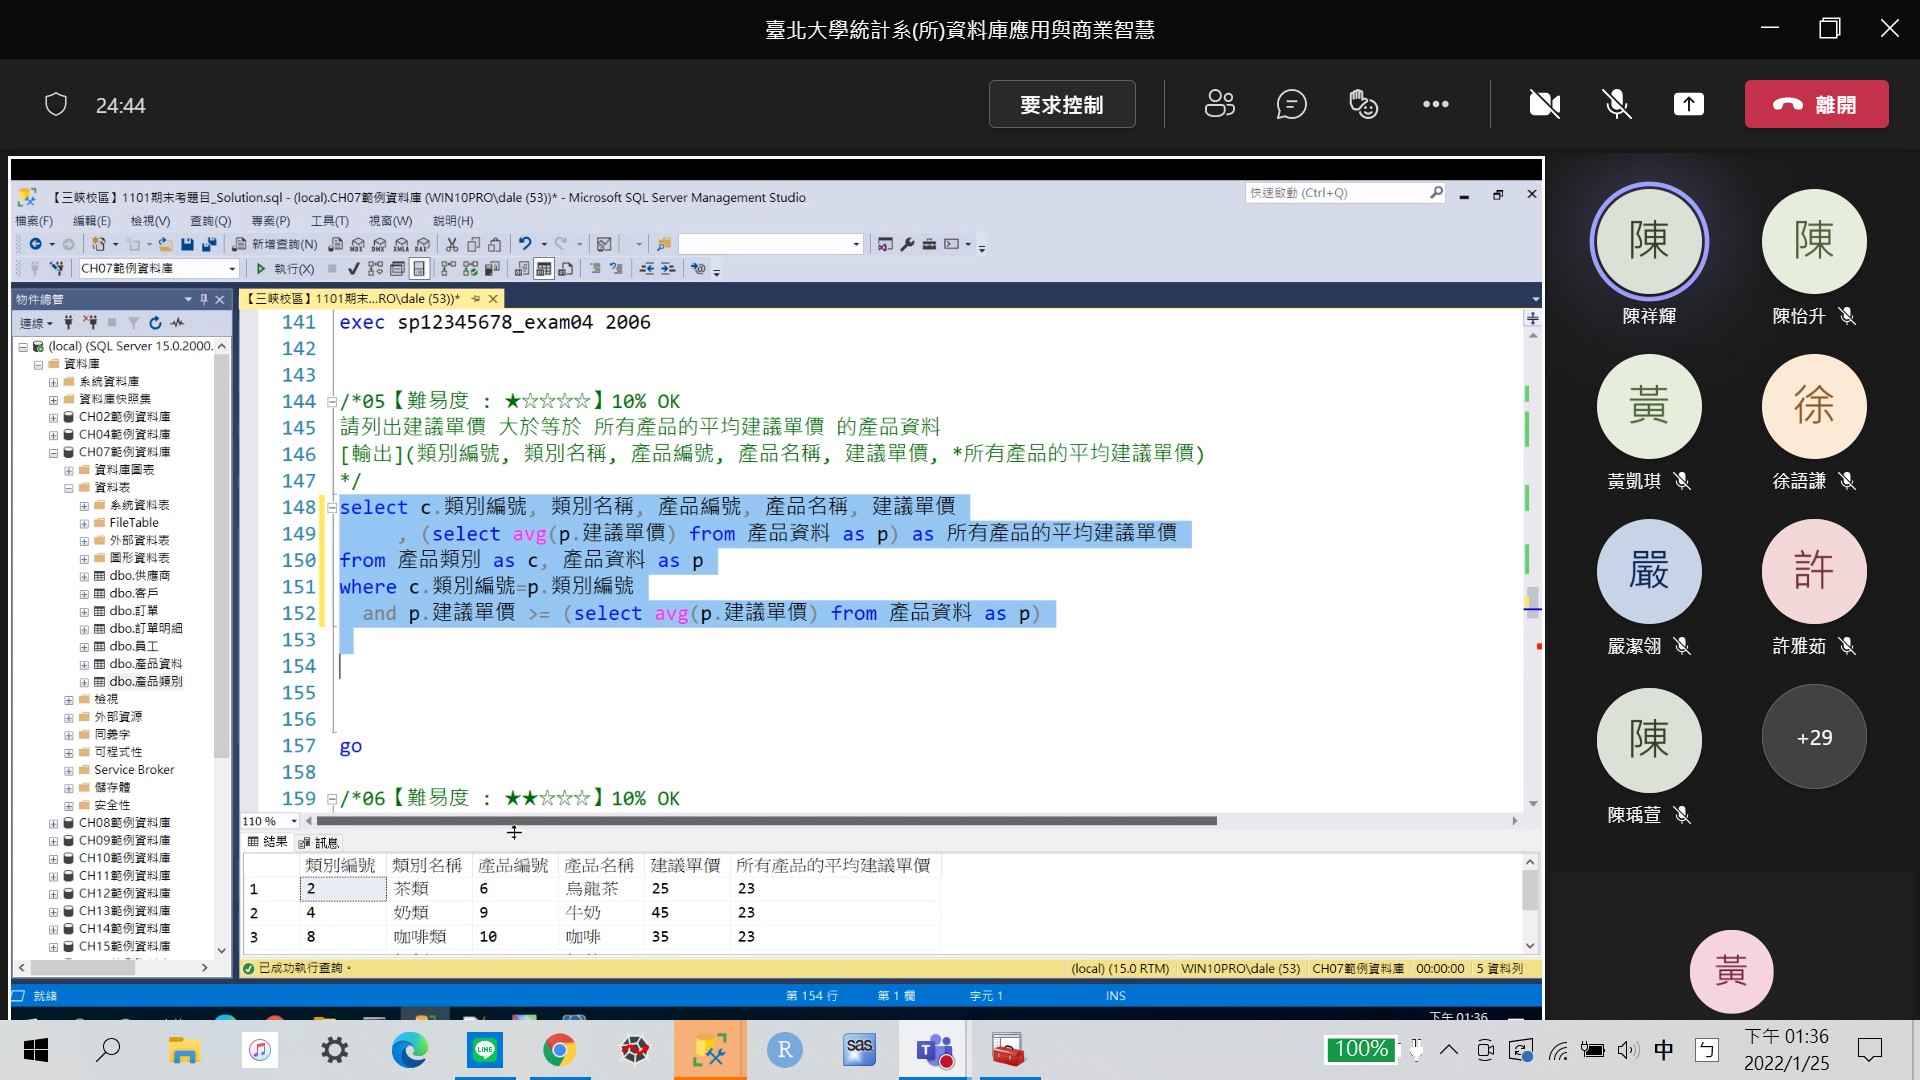 臺北大學統計系(所)資料庫應用與商業智慧
24:44
要求控制
離開
【三峽校區】1101期末考題目_Solution.sql - (local).CH07範例資料庫 (WIN10PRO\dale (53))* - Microsoft SQL Server Management Studio
快速啟動 (Ctrl+Q)
檔案(F) 編輯(E) 檢視(V) 查詢(Q) 專案(P) 工具(T) 視窗(W) 說明(H)
新增查詢(N)
CH07範例資料庫
執行(X)
物件總管
連線
(local) (SQL Server 15.0.2000.
資料庫
系統資料庫
資料庫快照集
CH02範例資料庫
CH04範例資料庫
CH07範例資料庫
資料庫圖表
資料表
系統資料表
FileTable
外部資料表
圖形資料表
dbo.供應商
dbo.客戶
dbo.訂單
dbo.訂單明細
dbo.員工
dbo.產品資料
dbo.產品類別
檢視
外部資源
同義字
可程式性
Service Broker
儲存體
安全性
CH08範例資料庫
CH09範例資料庫
CH10範例資料庫
CH11範例資料庫
CH12範例資料庫
CH13範例資料庫
CH14範例資料庫
CH15範例資料庫
【三峽校區】1101期末...RO\dale (53))*
141 exec sp12345678_exam04 2006
142
143
144 /*05【難易度 : ★☆☆☆☆】10% OK
145 請列出建議單價 大於等於 所有產品的平均建議單價 的產品資料
146 [輸出](類別編號, 類別名稱, 產品編號, 產品名稱, 建議單價, *所有產品的平均建議單價)
147 */
148 select c.類別編號, 類別名稱, 產品編號, 產品名稱, 建議單價
149 , (select avg(p.建議單價) from 產品資料 as p) as 所有產品的平均建議單價
150 from 產品類別 as c, 產品資料 as p
151 where c.類別編號=p.類別編號
152 and p.建議單價 >= (select avg(p.建議單價) from 產品資料 as p)
153
154
155
156
157 go
158
159 /*06【難易度 : ★★☆☆☆】10% OK
110 %
結果 訊息
類別編號 類別名稱 產品編號 產品名稱 建議單價 所有產品的平均建議單價
1 2 茶類 6 烏龍茶 25 23
2 4 奶類 9 牛奶 45 23
3 8 咖啡類 10 咖啡 35 23
已成功執行查詢。
(local) (15.0 RTM) WIN10PRO\dale (53) CH07範例資料庫 00:00:00 5 資料列
就緒 第 154 行 第 1 欄 字元 1 INS
下午 01:36
陳 陳
陳祥輝 陳怡升
黃 徐
黃凱琪 徐語謙
嚴 許
嚴潔翎 許雅茹
陳 +29
陳瑀萱
黃
LINE
R
sas
T
100%
中
ㄅ
下午 01:36
2022/1/25